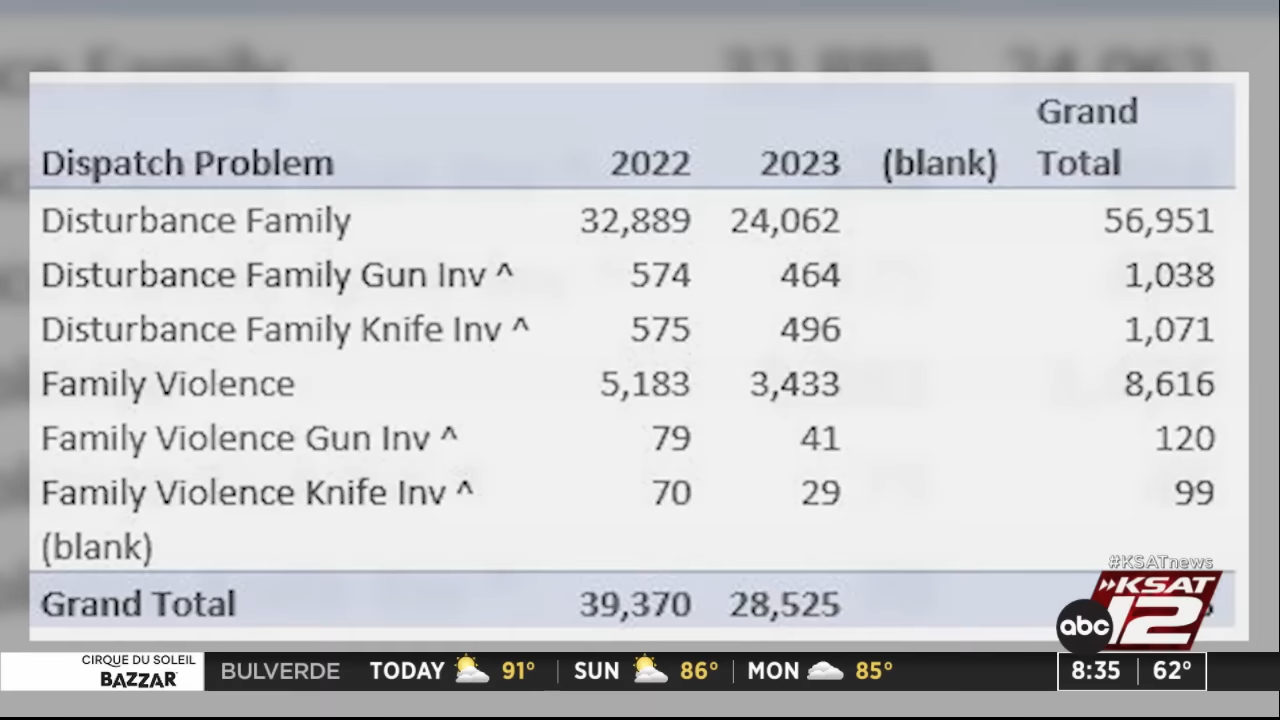 Grand
Dispatch Problem 2022 2023 (blank) Total
Disturbance Family 32,889 24,062 56,951
Disturbance Family Gun Inv ^ 574 464 1,038
Disturbance Family Knife Inv ^ 575 496 1,071
Family Violence 5,183 3,433 8,616
Family Violence Gun Inv ^ 79 41 120
Family Violence Knife Inv ^ 70 29 99
(blank)
Grand Total 39,370 28,525
#KSATnews
KSAT
abc 12
CIRQUE DU SOLEIL
BAZZAR
BULVERDE TODAY 91° SUN 86° MON 85° 8:35 62°